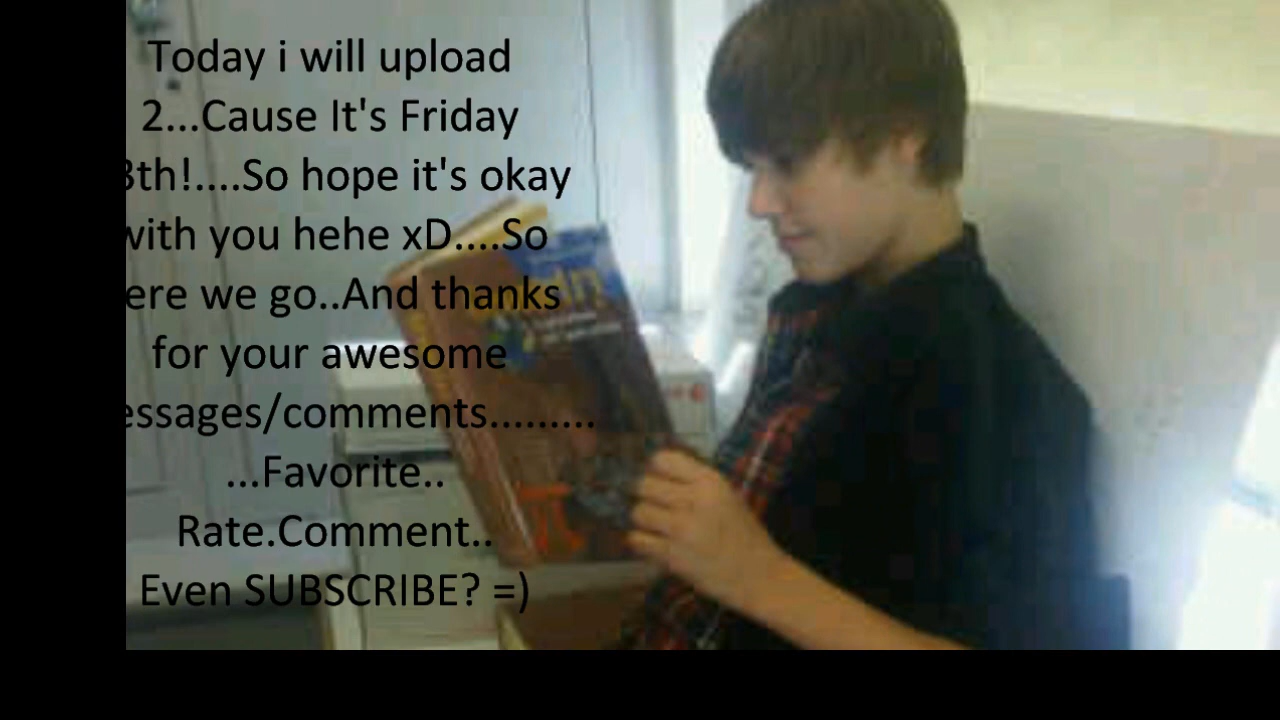 Today i will upload
2...Cause It's Friday
3th!....So hope it's okay
with you hehe xD....So
ere we go..And thanks
for your awesome
essages/comments.........
...Favorite..
Rate.Comment..
Even SUBSCRIBE? =)